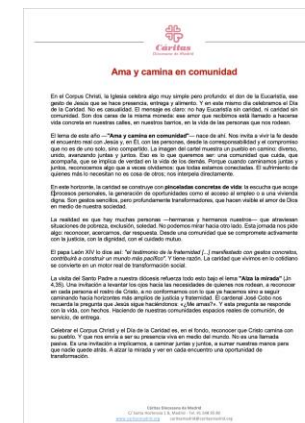 Cáritas
Diocesana de Madrid
Ama y camina en comunidad
En el Corpus Christi, la Iglesia celebra algo muy simple pero profundo: el don de la Eucaristía, ese
gesto de Jesús que se hace presencia, entrega y alimento. Y en este mismo día celebramos el Día
de la Caridad. No es casualidad. El mensaje es claro: no hay Eucaristía sin caridad, ni caridad sin
comunidad. Son dos caras de la misma moneda: ese amor que recibimos está llamado a hacerse
vida concreta en nuestras calles, en nuestros barrios, en la vida de las personas que nos rodean.
El lema de este año —"Ama y camina en comunidad"— nace de ahí. Nos invita a vivir la fe desde
el encuentro real con Jesús y, en Él, con las personas, desde la corresponsabilidad y el compromiso
que no es de uno solo, sino compartido. La imagen del cartel muestra un pueblo en camino: diverso,
unido, avanzando juntas y juntos. Eso es lo que queremos ser: una comunidad que cuida, que
acompaña, que se implica de verdad en la vida de los demás. Porque cuando caminamos juntas y
juntos, reconocemos algo que a veces olvidamos: que todas estamos conectadas. El sufrimiento de
quienes más lo necesitan no es cosa de otros; nos interpela directamente.
En este horizonte, la caridad se construye con pinceladas concretas de vida: la escucha que acoge
procesos personales, la generación de oportunidades como el acceso al empleo o a una vivienda
digna. Son gestos sencillos, pero profundamente transformadores, que hacen visible el amor de Dios
en medio de nuestra sociedad.
La realidad es que hay muchas personas —hermanas y hermanos nuestros— que atraviesan
situaciones de pobreza, exclusión, soledad. No podemos mirar hacia otro lado. Esta jornada nos pide
algo: reconocer, acercarnos, dar respuesta. Desde una comunidad que se compromete activamente
con la justicia, con la dignidad, con el cuidado mutuo.
El papa León XIV lo dice así: "el testimonio de la fraternidad [...] manifestado con gestos concretos,
contribuirá a construir un mundo más pacífico". Y tiene razón. La caridad que vivimos en lo cotidiano
se convierte en un motor real de transformación social.
La visita del Santo Padre a nuestra diócesis refuerza todo esto bajo el lema "Alza la mirada" (Jn
4,35). Una invitación a levantar los ojos hacia las necesidades de quienes nos rodean, a reconocer
en cada persona el rostro de Cristo, a no conformarnos con lo que ya hacemos sino a seguir
caminando hacia horizontes más amplios de justicia y fraternidad. El cardenal José Cobo nos
recuerda la pregunta que Jesús sigue haciéndonos: «¿Me amas?». Y esta pregunta se responde
con la vida, con hechos. Haciendo de nuestras comunidades espacios reales de comunión, de
servicio, de entrega.
Celebrar el Corpus Christi y el Día de la Caridad es, en el fondo, reconocer que Cristo camina con
su pueblo. Y que nos envía a ser su presencia viva en medio del mundo. No es una llamada
pasiva. Es una invitación a implicarnos, a caminar juntas y juntos, a sumar nuestras manos para
que nadie quede atrás. A alzar la mirada y ver en cada encuentro una oportunidad de
transformación.
Cáritas Diocesana de Madrid